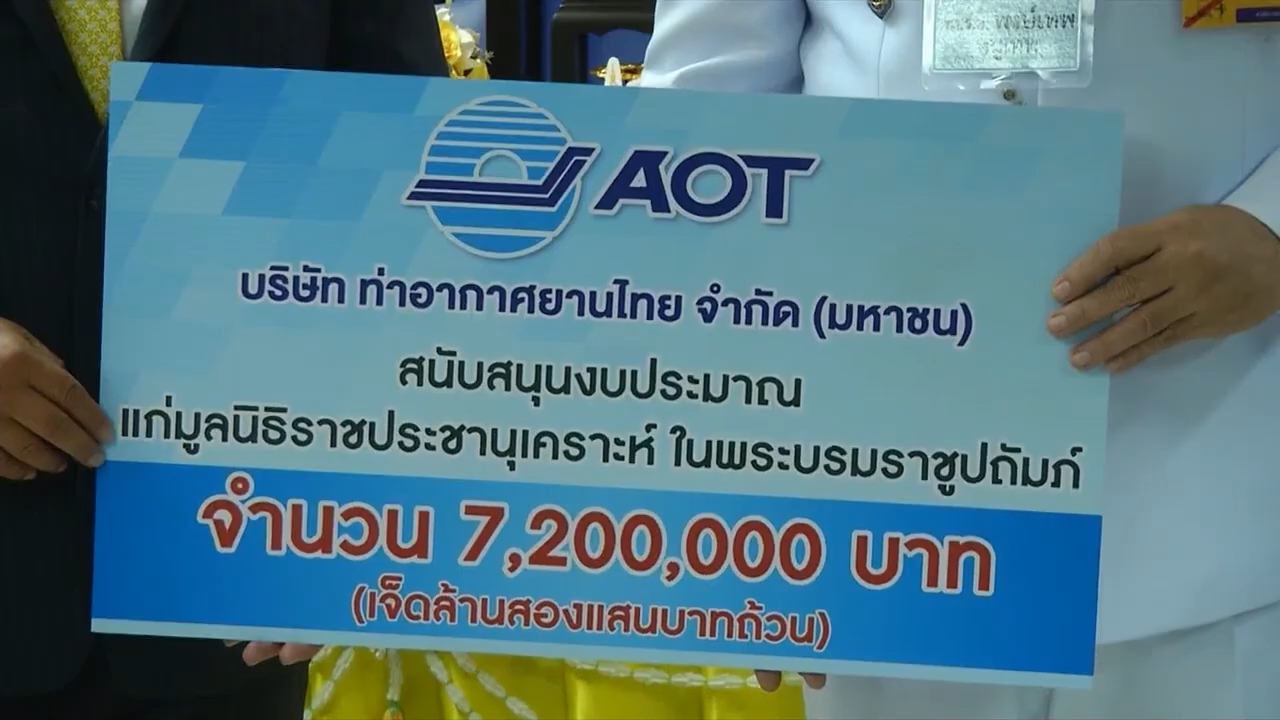 AOT
บริษัท ท่าอากาศยานไทย จำกัด (มหาชน)
สนับสนุนงบประมาณ
แก่มูลนิธิราชประชานุเคราะห์ ในพระบรมราชูปถัมภ์
จำนวน 7,200,000 บาท
(เจ็ดล้านสองแสนบาทถ้วน)